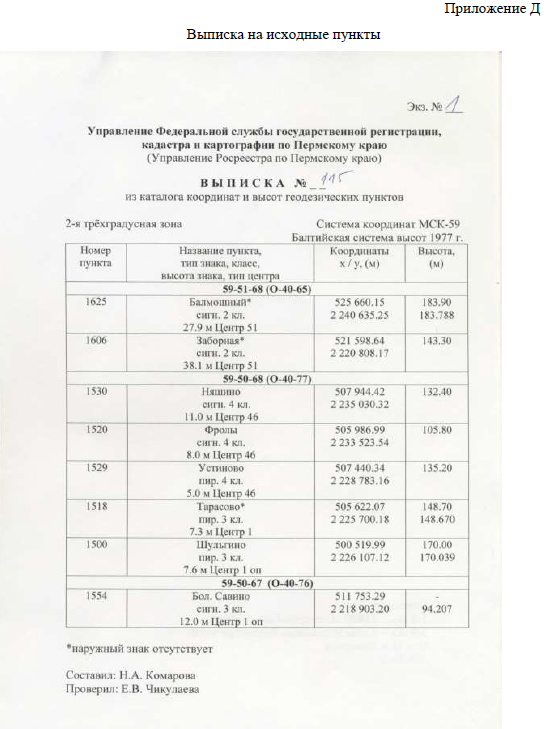 Приложение Д
Выписка на исходные пункты
Экз. № 1
Управление Федеральной службы государственной регистрации,
кадастра и картографии по Пермскому краю
(Управление Росреестра по Пермскому краю)
ВЫПИСКА № 115
из каталога координат и высот геодезических пунктов
2-я трёхградусная зона Система координат МСК-59
Балтийская система высот 1977 г.
Номер Название пункта, Координаты Высота,
пункта тип знака, класс, x / y, (м) (м)
высота знака, тип центра
59-51-68 (О-40-65)
1625 Балмошный* 525 660.15 183.90
сигн. 2 кл. 2 240 635.25 183.788
27.9 м Центр 51
1606 Заборная* 521 598.64 143.30
сигн. 2 кл. 2 220 808.17
38.1 м Центр 51
59-50-68 (О-40-77)
1530 Няшино 507 944.42 132.40
сигн. 4 кл. 2 235 030.32
11.0 м Центр 46
1520 Фролы 505 986.99 105.80
сигн. 4 кл. 2 233 523.54
8.0 м Центр 46
1529 Устиново 507 440.34 135.20
пир. 4 кл. 2 228 783.16
5.0 м Центр 46
1518 Тарасово* 505 622.07 148.70
пир. 3 кл. 2 225 700.18 148.670
7.3 м Центр 1
1500 Шульгино 500 519.99 170.00
пир. 3 кл. 2 226 107.12 170.039
7.6 м Центр 1 оп
59-50-67 (О-40-76)
1554 Бол. Савино 511 753.29 -
сигн. 3 кл. 2 218 903.20 94.207
12.0 м Центр 1 оп
*наружный знак отсутствует
Составил: Н.А. Комарова
Проверил: Е.В. Чикулаева